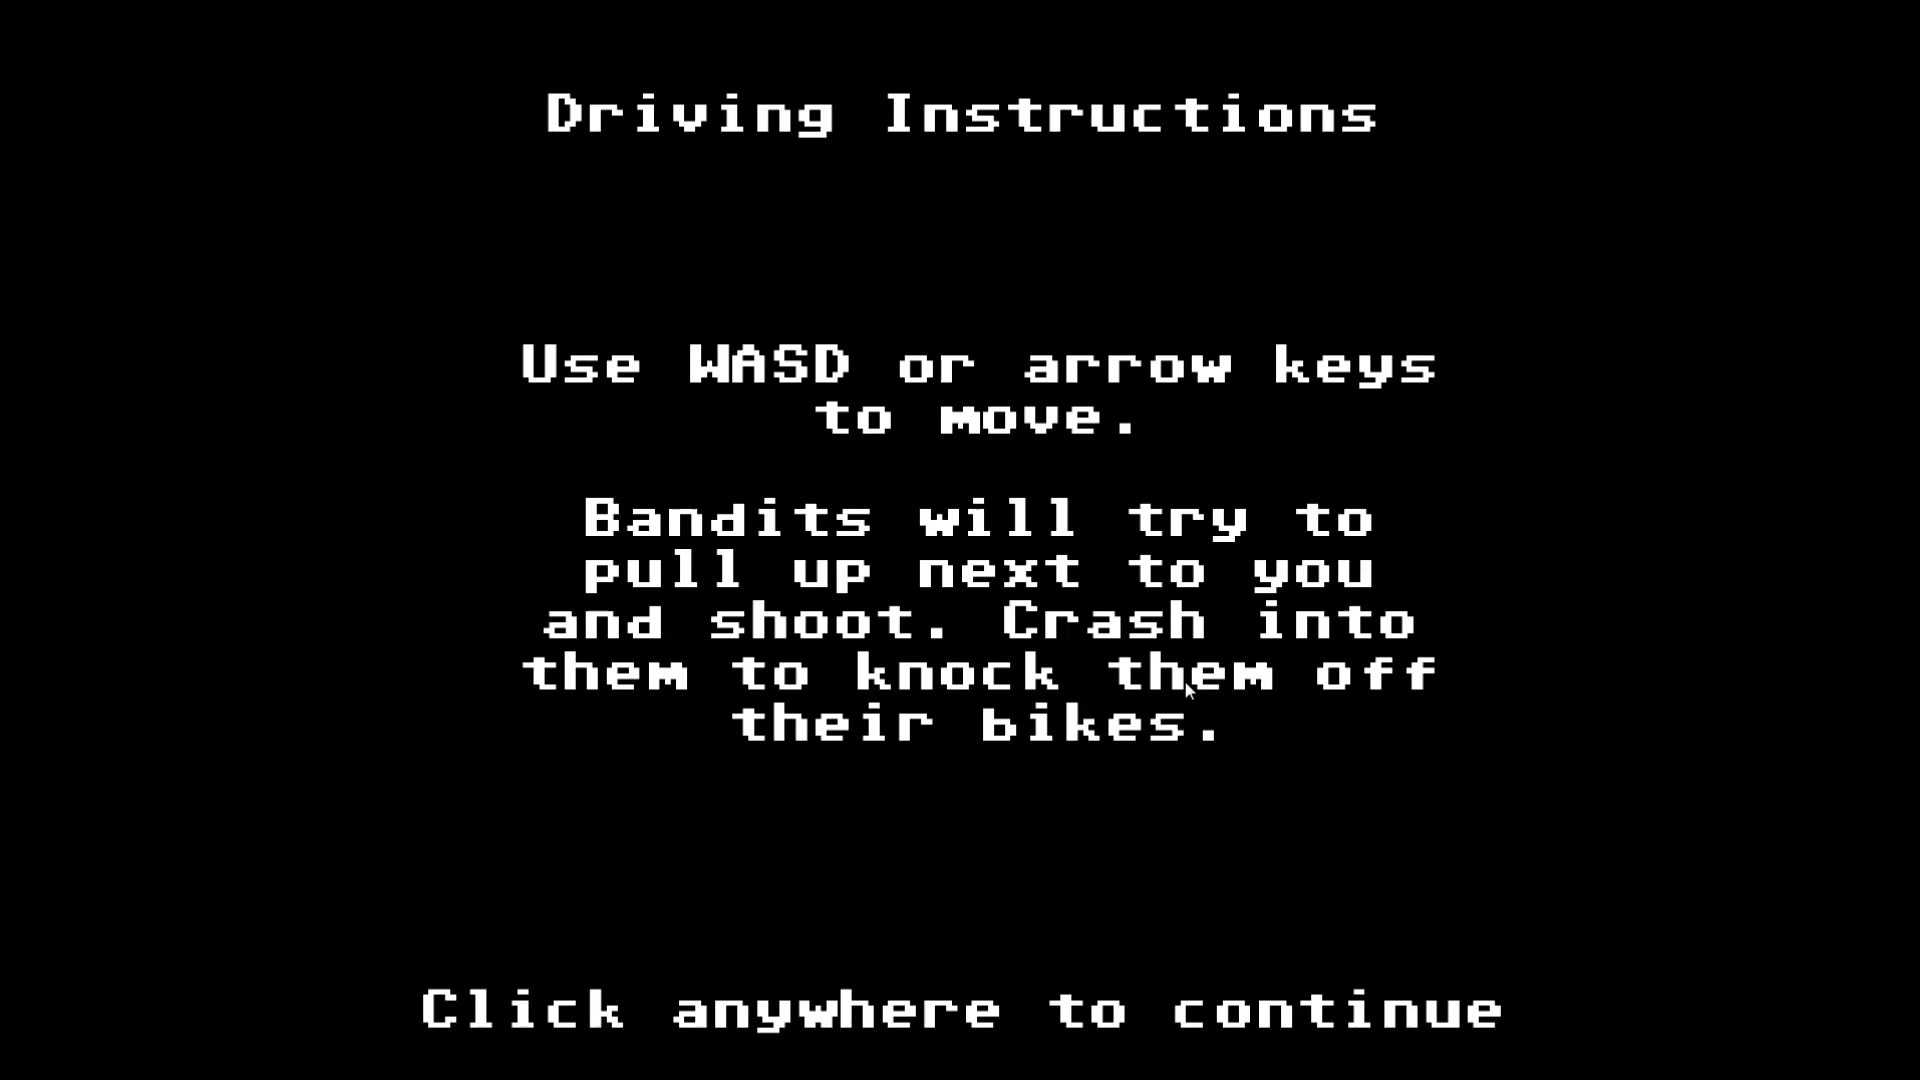 Driving Instructions
Use WASD or arrow keys
to move.
Bandits will try to
pull up next to you
and shoot. Crash into
them to knock them off
their bikes.
Click anywhere to continue